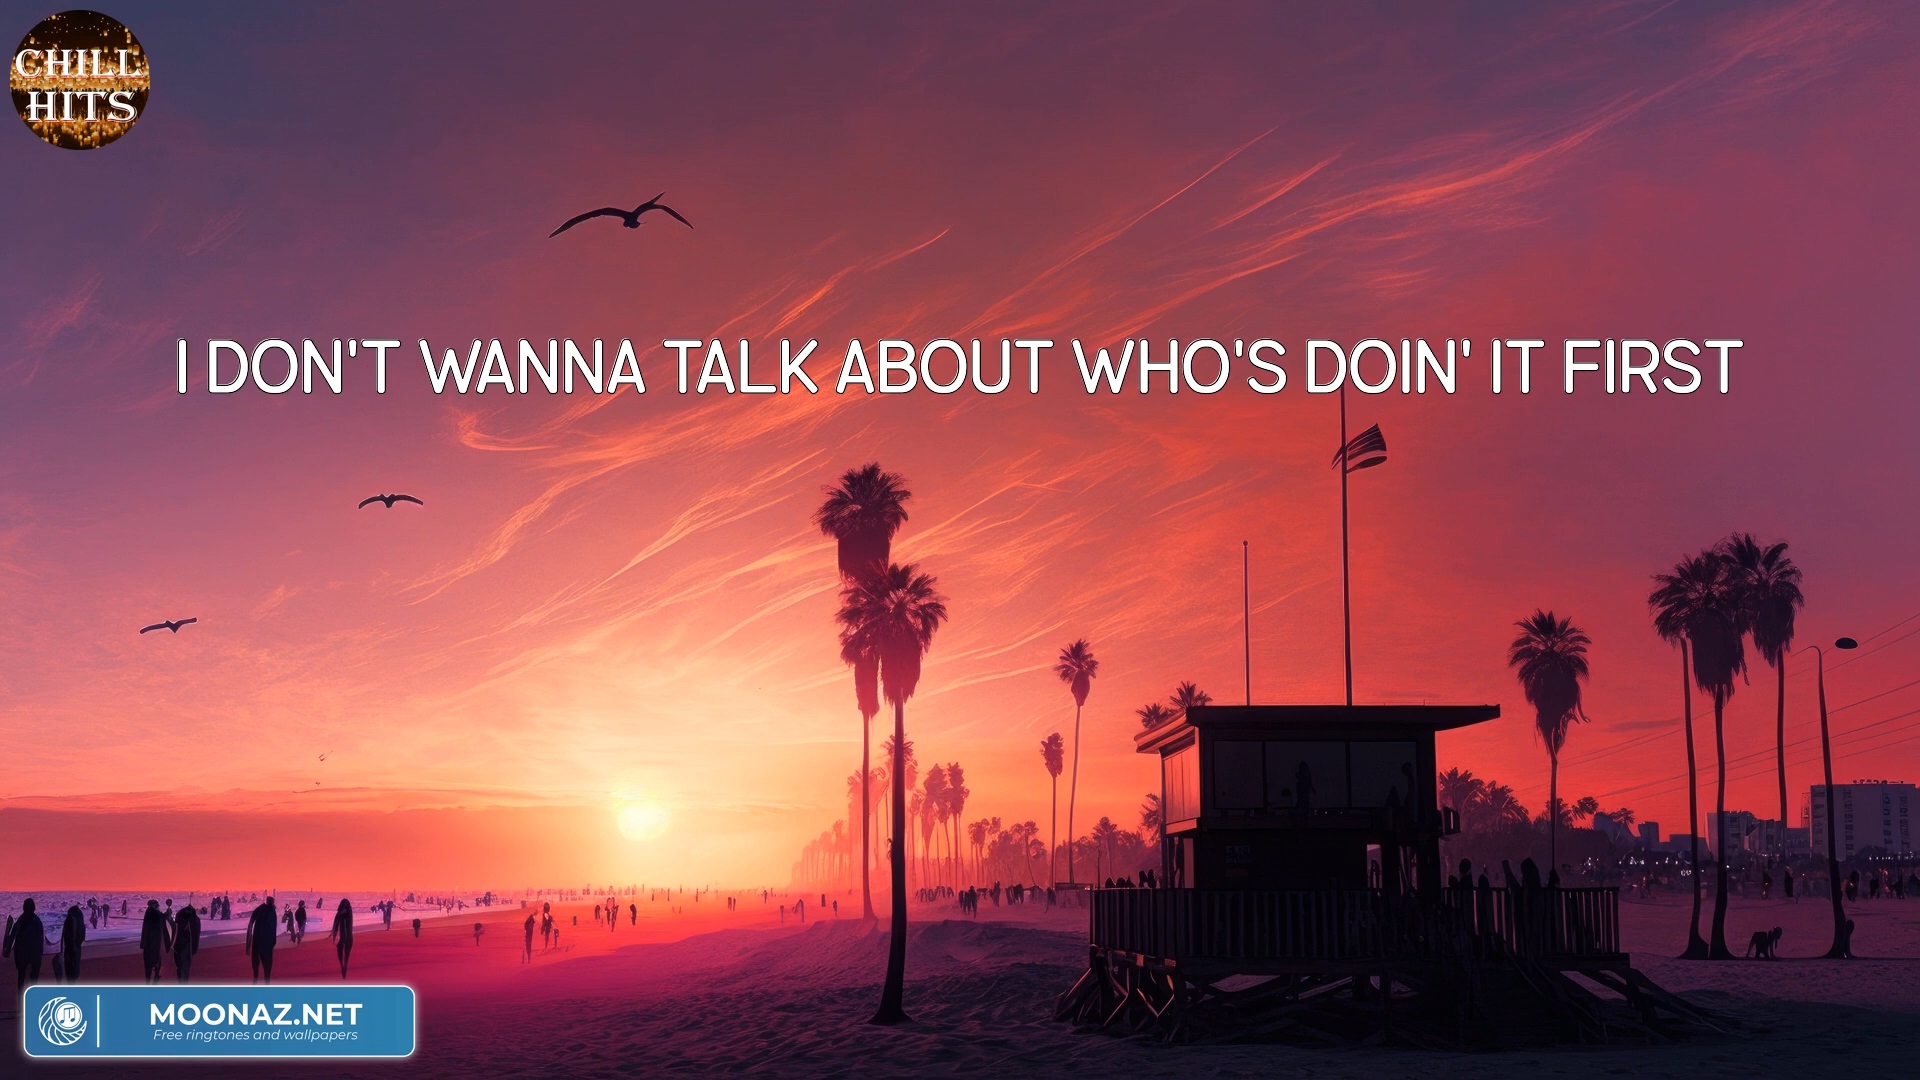 CHILL
HITS
I DON'T WANNA TALK ABOUT WHO'S DOIN' IT FIRST
MOONAZ.NET
Free ringtones and wallpapers